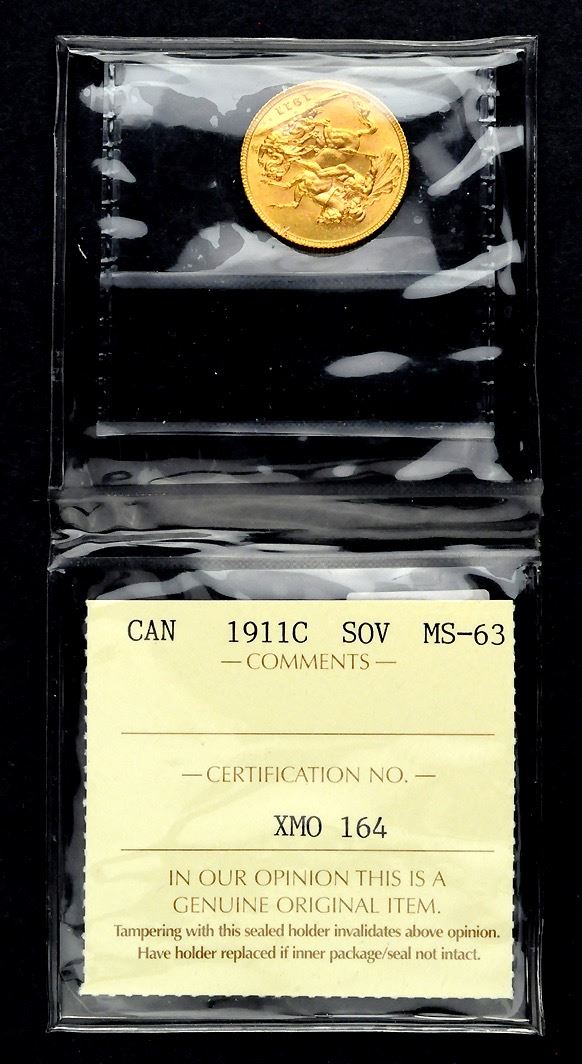 1911
CAN 1911C SOV MS-63
— COMMENTS —
— CERTIFICATION NO. —
XMO 164
IN OUR OPINION THIS IS A
GENUINE ORIGINAL ITEM.
Tampering with this sealed holder invalidates above opinion.
Have holder replaced if inner package/seal not intact.